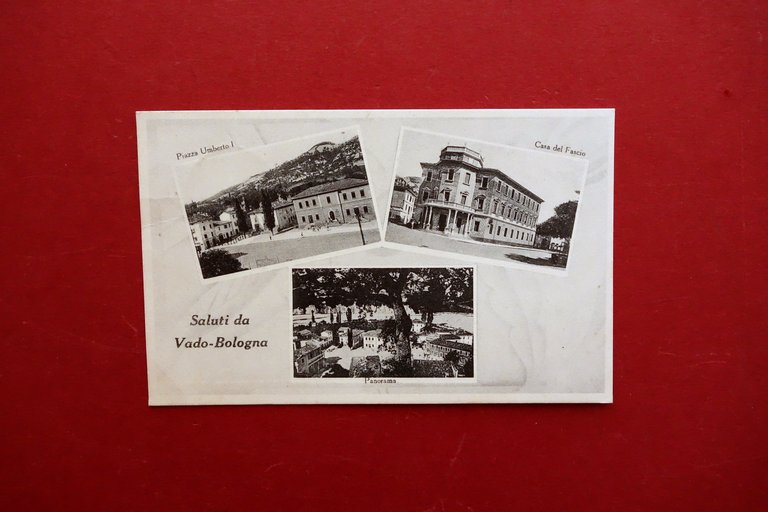 Piazza Umberto I
Casa del Fascio
Saluti da
Vado-Bologna
Panorama